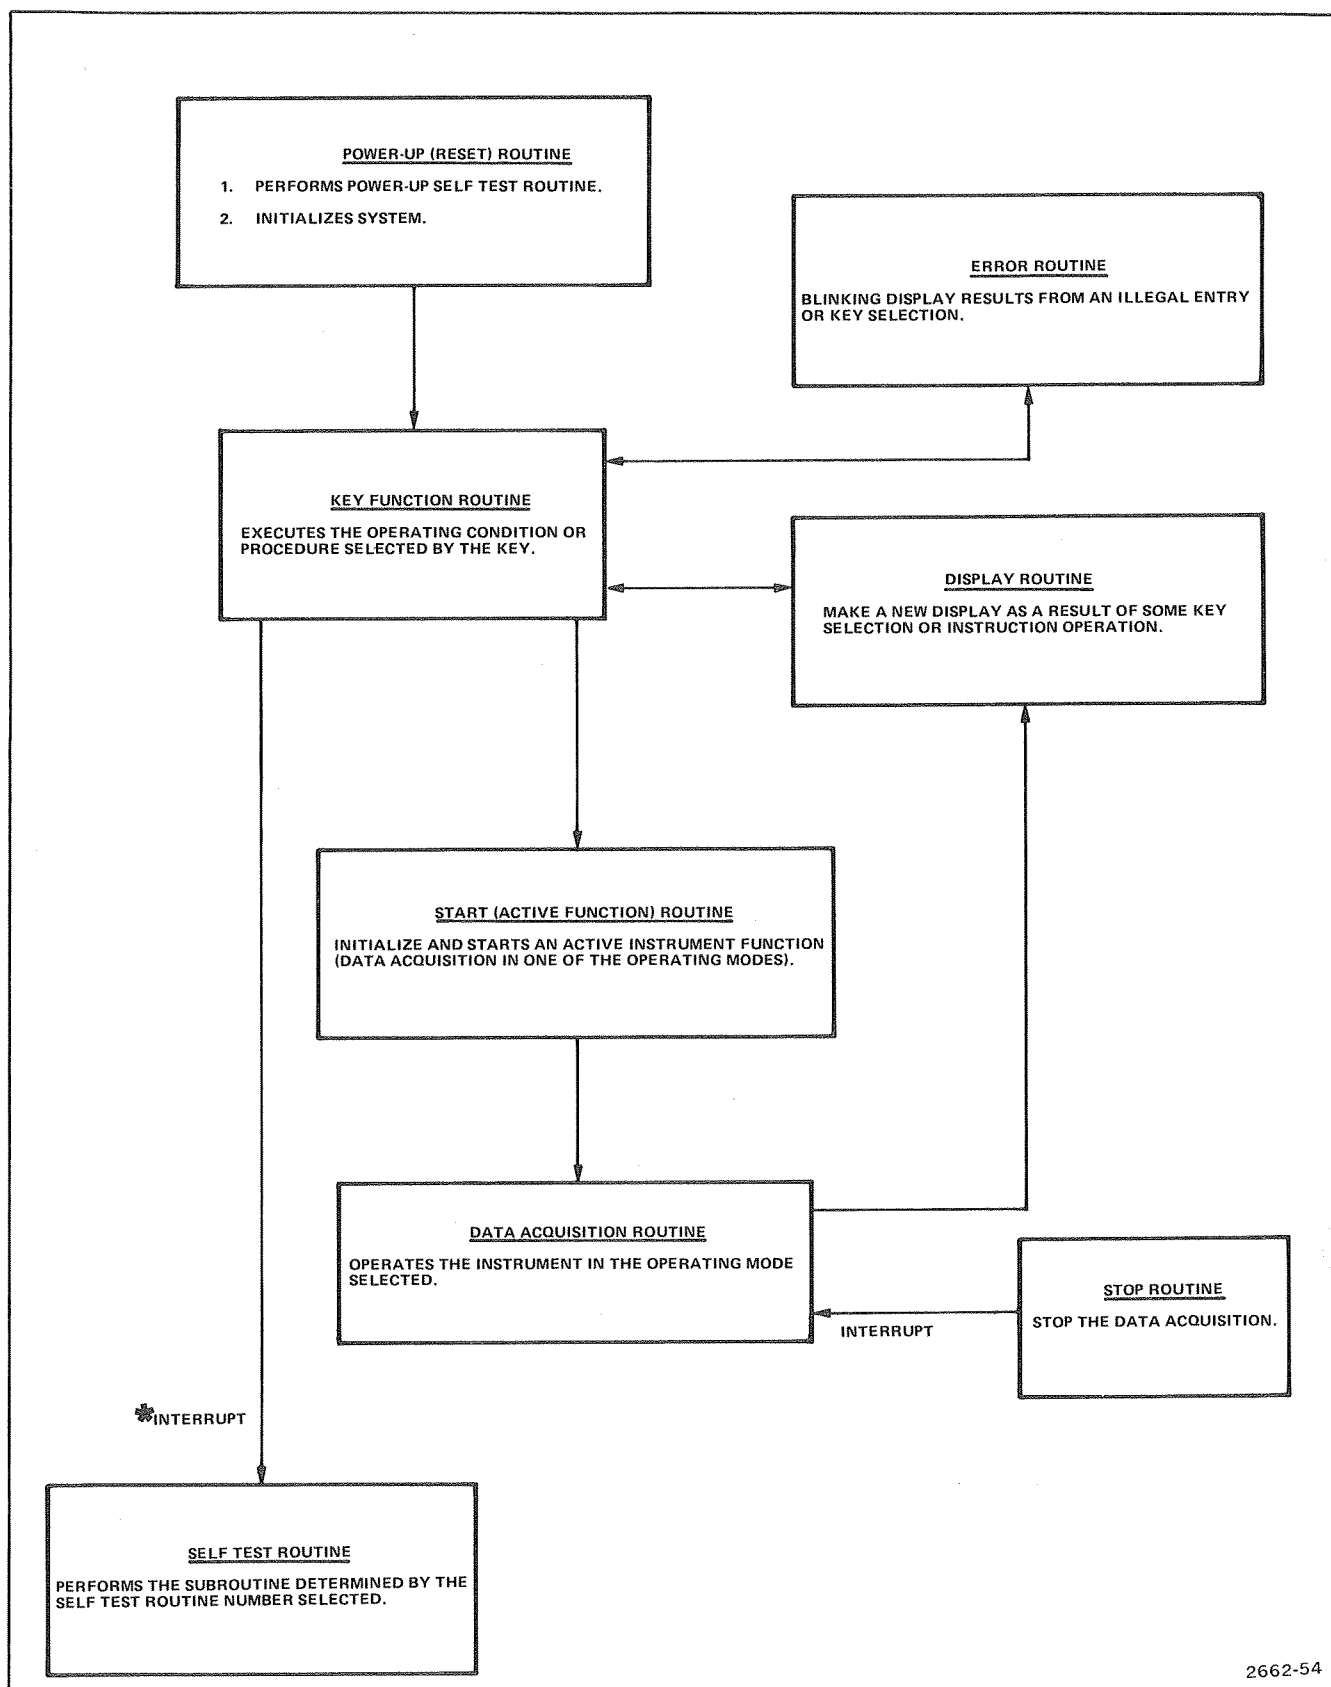 POWER-UP (RESET) ROUTINE
1. PERFORMS POWER-UP SELF TEST ROUTINE.
2. INITIALIZES SYSTEM.
ERROR ROUTINE
BLINKING DISPLAY RESULTS FROM AN ILLEGAL ENTRY
OR KEY SELECTION.
KEY FUNCTION ROUTINE
EXECUTES THE OPERATING CONDITION OR
PROCEDURE SELECTED BY THE KEY.
DISPLAY ROUTINE
MAKE A NEW DISPLAY AS A RESULT OF SOME KEY
SELECTION OR INSTRUCTION OPERATION.
START (ACTIVE FUNCTION) ROUTINE
INITIALIZE AND STARTS AN ACTIVE INSTRUMENT FUNCTION
(DATA ACQUISITION IN ONE OF THE OPERATING MODES).
DATA ACQUISITION ROUTINE
OPERATES THE INSTRUMENT IN THE OPERATING MODE
SELECTED.
STOP ROUTINE
STOP THE DATA ACQUISITION.
INTERRUPT
*INTERRUPT
SELF TEST ROUTINE
PERFORMS THE SUBROUTINE DETERMINED BY THE
SELF TEST ROUTINE NUMBER SELECTED.
2662-54